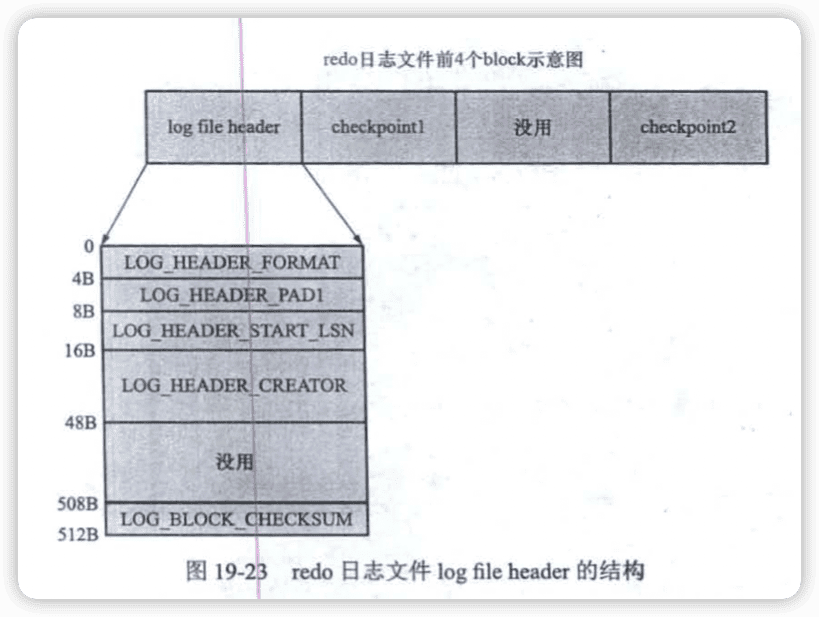 redo日志文件前4个block示意图
log file header
checkpoint1
没用
checkpoint2
0
LOG_HEADER_FORMAT
4B
LOG_HEADER_PAD1
8B
LOG_HEADER_START_LSN
16B
LOG_HEADER_CREATOR
48B
没用
508B
LOG_BLOCK_CHECKSUM
512B
图 19-23 redo 日志文件 log file header 的结构